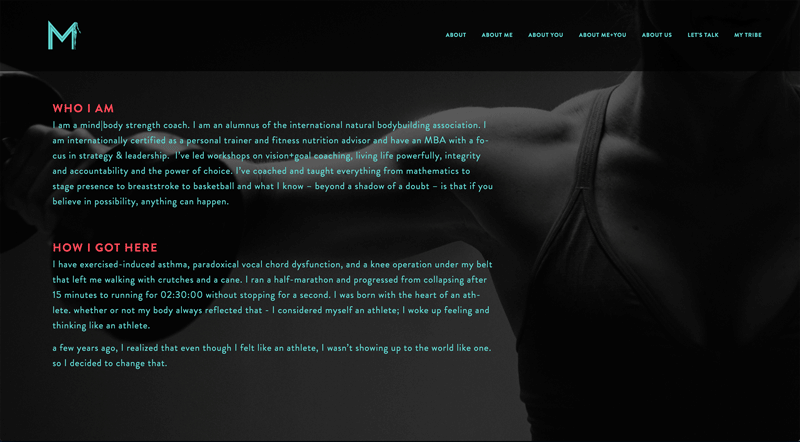 M
ABOUT ABOUT ME ABOUT YOU ABOUT ME+YOU ABOUT US LET'S TALK MY TRIBE
WHO I AM
I am a mind|body strength coach. I am an alumnus of the international natural bodybuilding association. I
am internationally certified as a personal trainer and fitness nutrition advisor and have an MBA with a fo-
cus in strategy & leadership. I've led workshops on vision+goal coaching, living life powerfully, integrity
and accountability and the power of choice. I've coached and taught everything from mathematics to
stage presence to breaststroke to basketball and what I know – beyond a shadow of a doubt – is that if you
believe in possibility, anything can happen.
HOW I GOT HERE
I have exercised-induced asthma, paradoxical vocal chord dysfunction, and a knee operation under my belt
that left me walking with crutches and a cane. I ran a half-marathon and progressed from collapsing after
15 minutes to running for 02:30:00 without stopping for a second. I was born with the heart of an ath-
lete. whether or not my body always reflected that - I considered myself an athlete; I woke up feeling and
thinking like an athlete.
a few years ago, I realized that even though I felt like an athlete, I wasn't showing up to the world like one.
so I decided to change that.